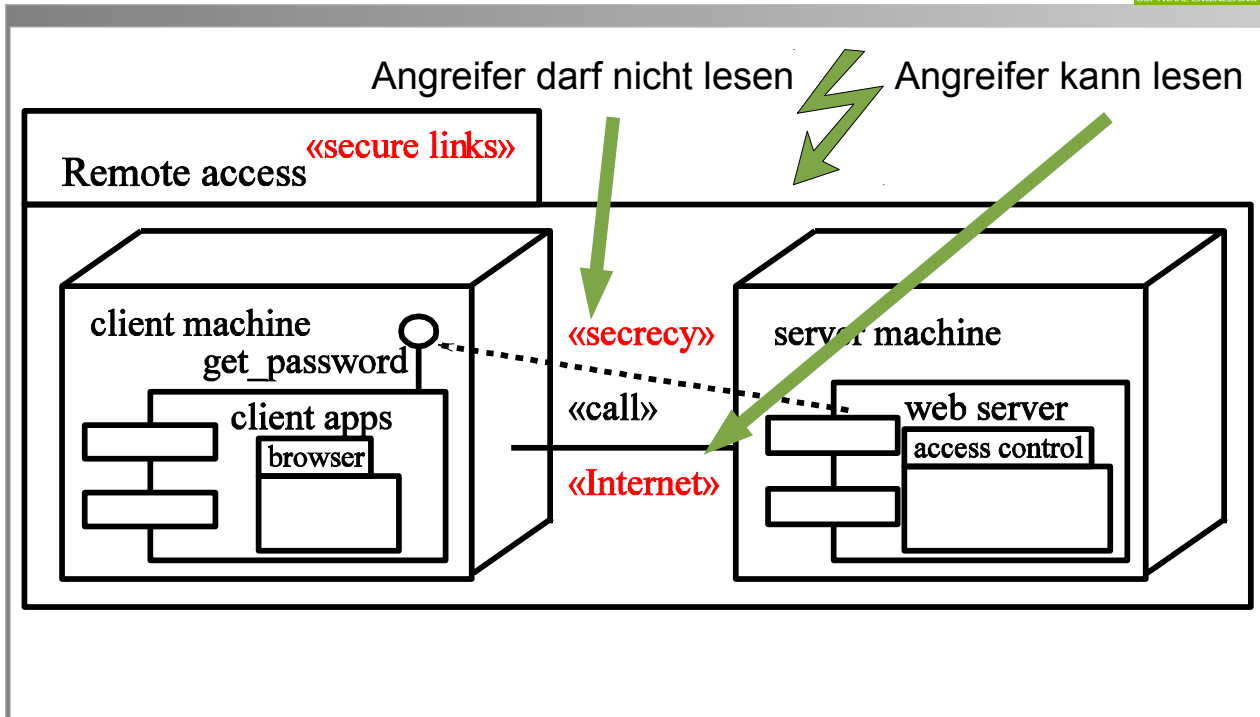 Angreifer darf nicht lesen
Angreifer kann lesen
«secure links»
Remote access
client machine
get_password
client apps
browser
«secrecy»
«call»
«Internet»
server machine
web server
access control